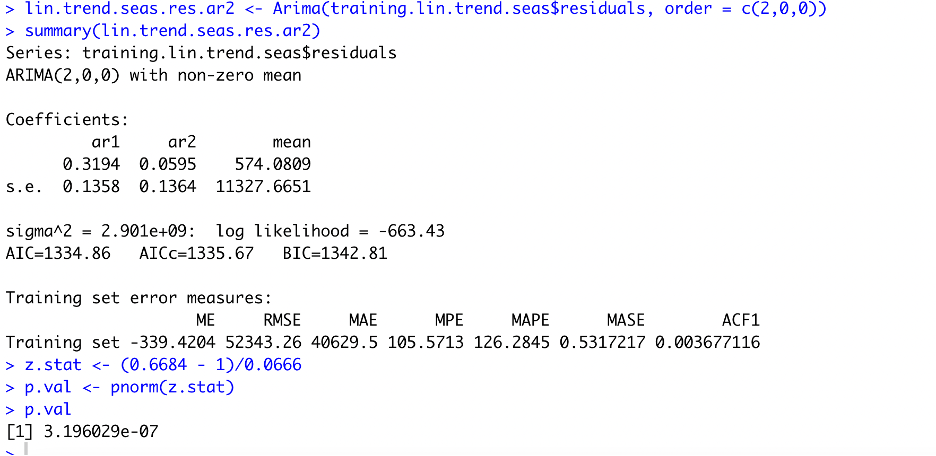 > lin.trend.seas.res.ar2 <- Arima(training.lin.trend.seas$residuals, order = c(2,0,0))
> summary(lin.trend.seas.res.ar2)
Series: training.lin.trend.seas$residuals
ARIMA(2,0,0) with non-zero mean
Coefficients:
ar1 ar2 mean
0.3194 0.0595 574.0809
s.e. 0.1358 0.1364 11327.6651
sigma^2 = 2.901e+09: log likelihood = -663.43
AIC=1334.86 AICc=1335.67 BIC=1342.81
Training set error measures:
ME RMSE MAE MPE MAPE MASE ACF1
Training set -339.4204 52343.26 40629.5 105.5713 126.2845 0.5317217 0.003677116
> z.stat <- (0.6684 - 1)/0.0666
> p.val <- pnorm(z.stat)
> p.val
[1] 3.196029e-07
>